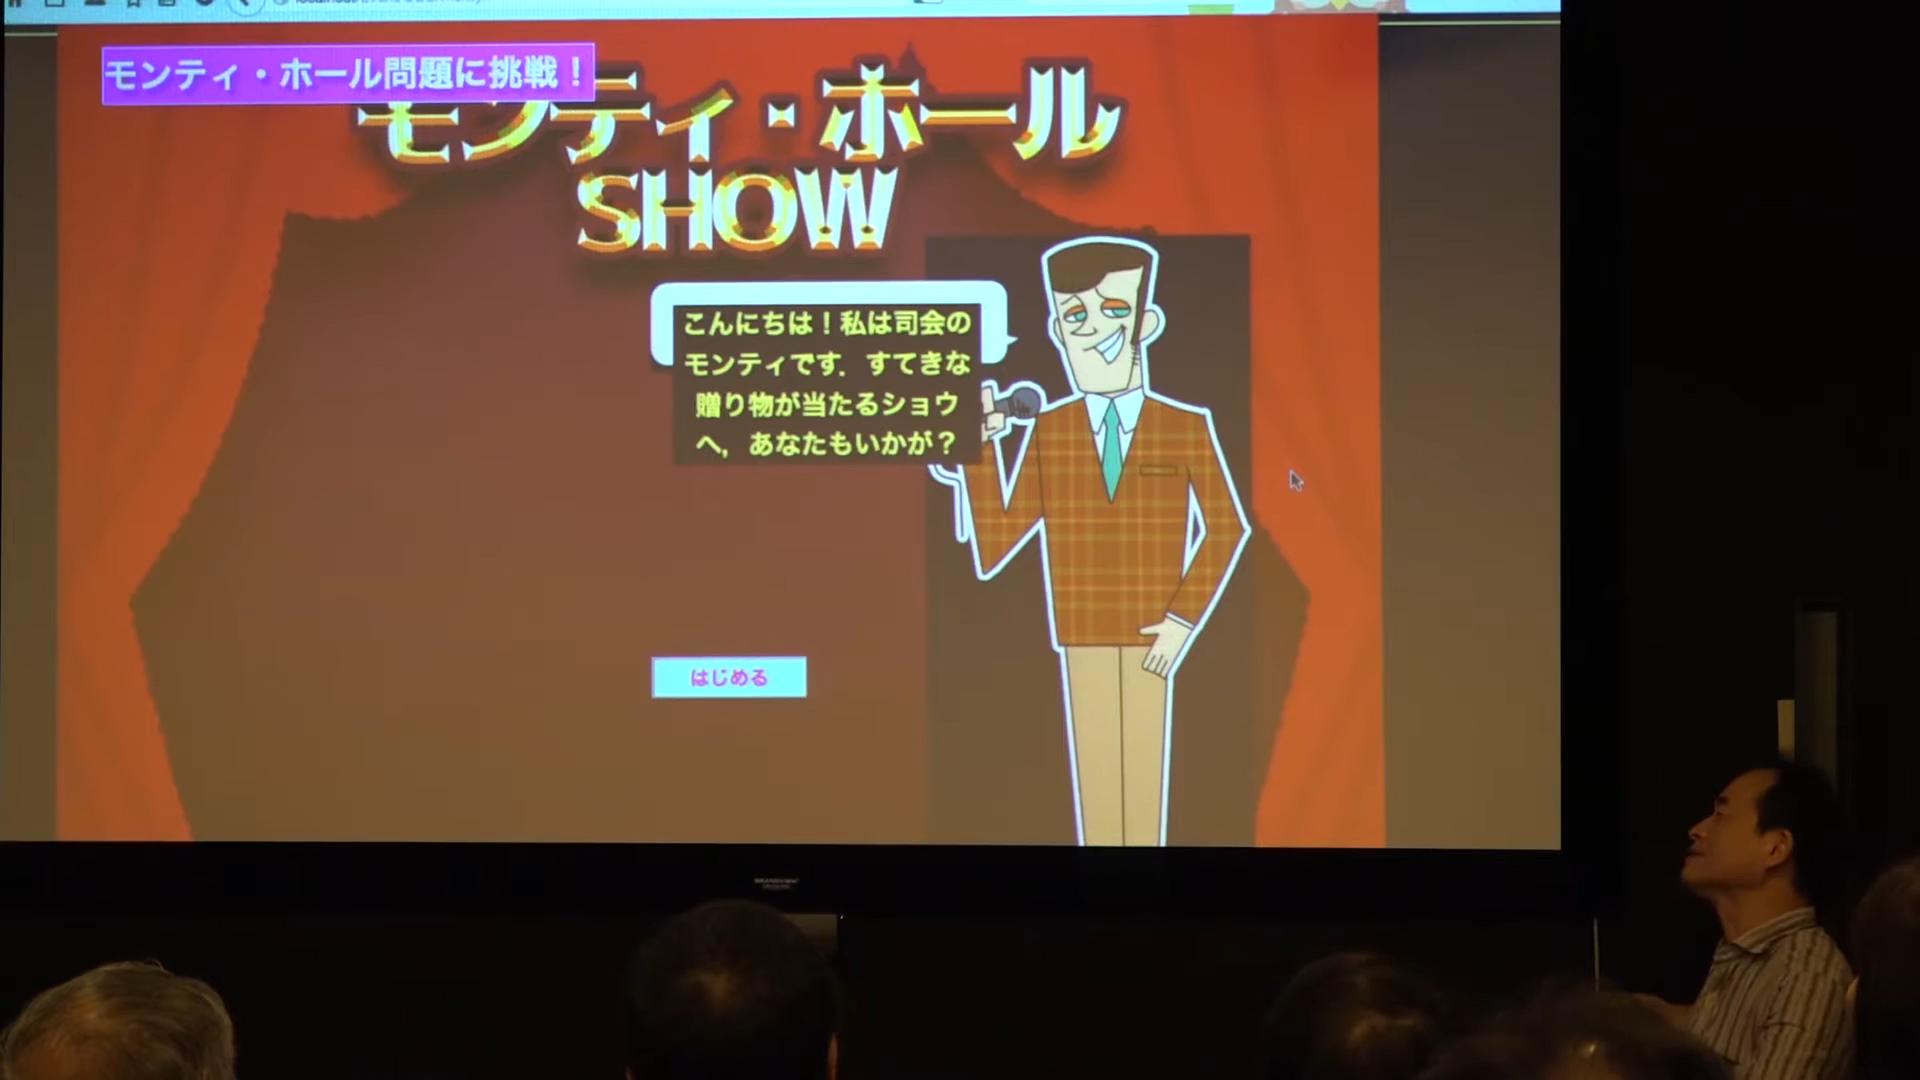 モンティ・ホール問題に挑戦！
モンティ・ホール
SHOW
こんにちは！私は司会の
モンティです．すてきな
贈り物が当たるショウ
へ，あなたもいかが？
はじめる